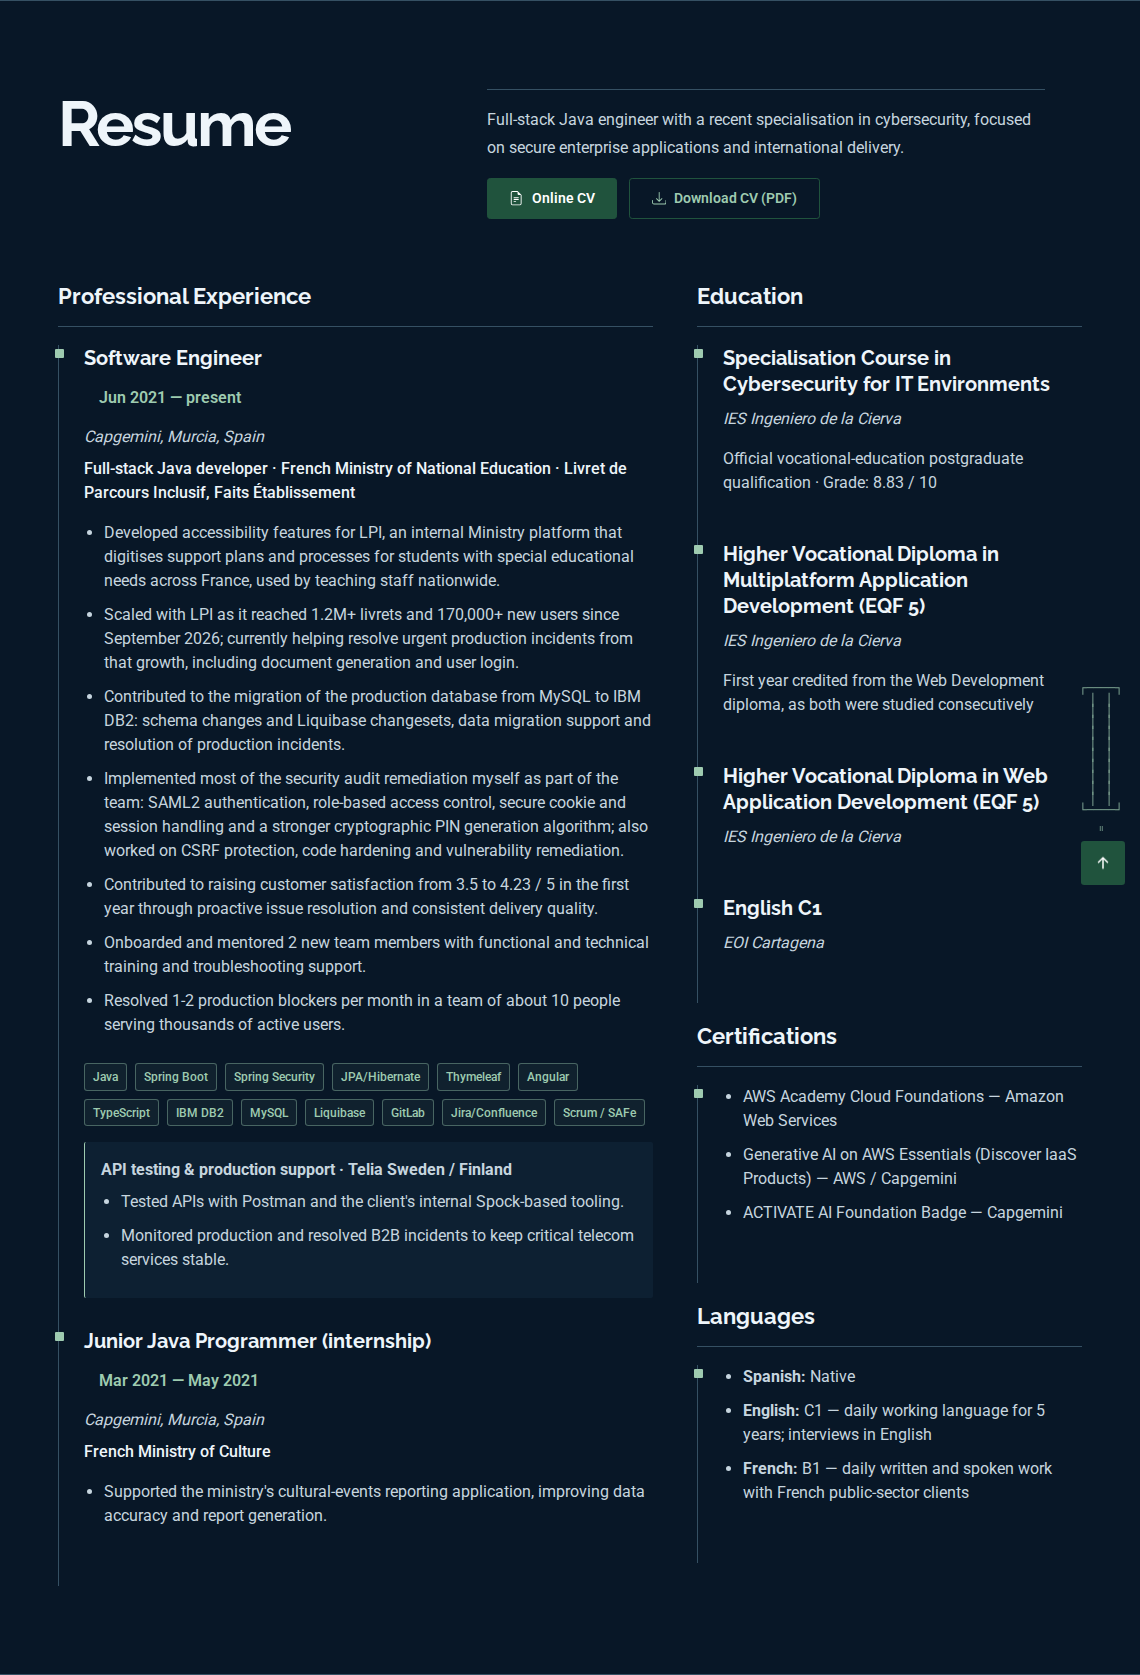 Resume
Full-stack Java engineer with a recent specialisation in cybersecurity, focused
on secure enterprise applications and international delivery.
Online CV
Download CV (PDF)
Professional Experience
Software Engineer
Jun 2021 — present
Capgemini, Murcia, Spain
Full-stack Java developer · French Ministry of National Education · Livret de
Parcours Inclusif, Faits Établissement
• Developed accessibility features for LPI, an internal Ministry platform that
digitises support plans and processes for students with special educational
needs across France, used by teaching staff nationwide.
• Scaled with LPI as it reached 1.2M+ livrets and 170,000+ new users since
September 2026; currently helping resolve urgent production incidents from
that growth, including document generation and user login.
• Contributed to the migration of the production database from MySQL to IBM
DB2: schema changes and Liquibase changesets, data migration support and
resolution of production incidents.
• Implemented most of the security audit remediation myself as part of the
team: SAML2 authentication, role-based access control, secure cookie and
session handling and a stronger cryptographic PIN generation algorithm; also
worked on CSRF protection, code hardening and vulnerability remediation.
• Contributed to raising customer satisfaction from 3.5 to 4.23 / 5 in the first
year through proactive issue resolution and consistent delivery quality.
• Onboarded and mentored 2 new team members with functional and technical
training and troubleshooting support.
• Resolved 1-2 production blockers per month in a team of about 10 people
serving thousands of active users.
Java Spring Boot Spring Security JPA/Hibernate Thymeleaf Angular
TypeScript IBM DB2 MySQL Liquibase GitLab Jira/Confluence Scrum / SAFe
API testing & production support · Telia Sweden / Finland
• Tested APIs with Postman and the client's internal Spock-based tooling.
• Monitored production and resolved B2B incidents to keep critical telecom
services stable.
Junior Java Programmer (internship)
Mar 2021 — May 2021
Capgemini, Murcia, Spain
French Ministry of Culture
• Supported the ministry's cultural-events reporting application, improving data
accuracy and report generation.
Education
Specialisation Course in
Cybersecurity for IT Environments
IES Ingeniero de la Cierva
Official vocational-education postgraduate
qualification · Grade: 8.83 / 10
Higher Vocational Diploma in
Multiplatform Application
Development (EQF 5)
IES Ingeniero de la Cierva
First year credited from the Web Development
diploma, as both were studied consecutively
Higher Vocational Diploma in Web
Application Development (EQF 5)
IES Ingeniero de la Cierva
English C1
EOI Cartagena
Certifications
• AWS Academy Cloud Foundations — Amazon
Web Services
• Generative AI on AWS Essentials (Discover IaaS
Products) — AWS / Capgemini
• ACTIVATE AI Foundation Badge — Capgemini
Languages
• Spanish: Native
• English: C1 — daily working language for 5
years; interviews in English
• French: B1 — daily written and spoken work
with French public-sector clients